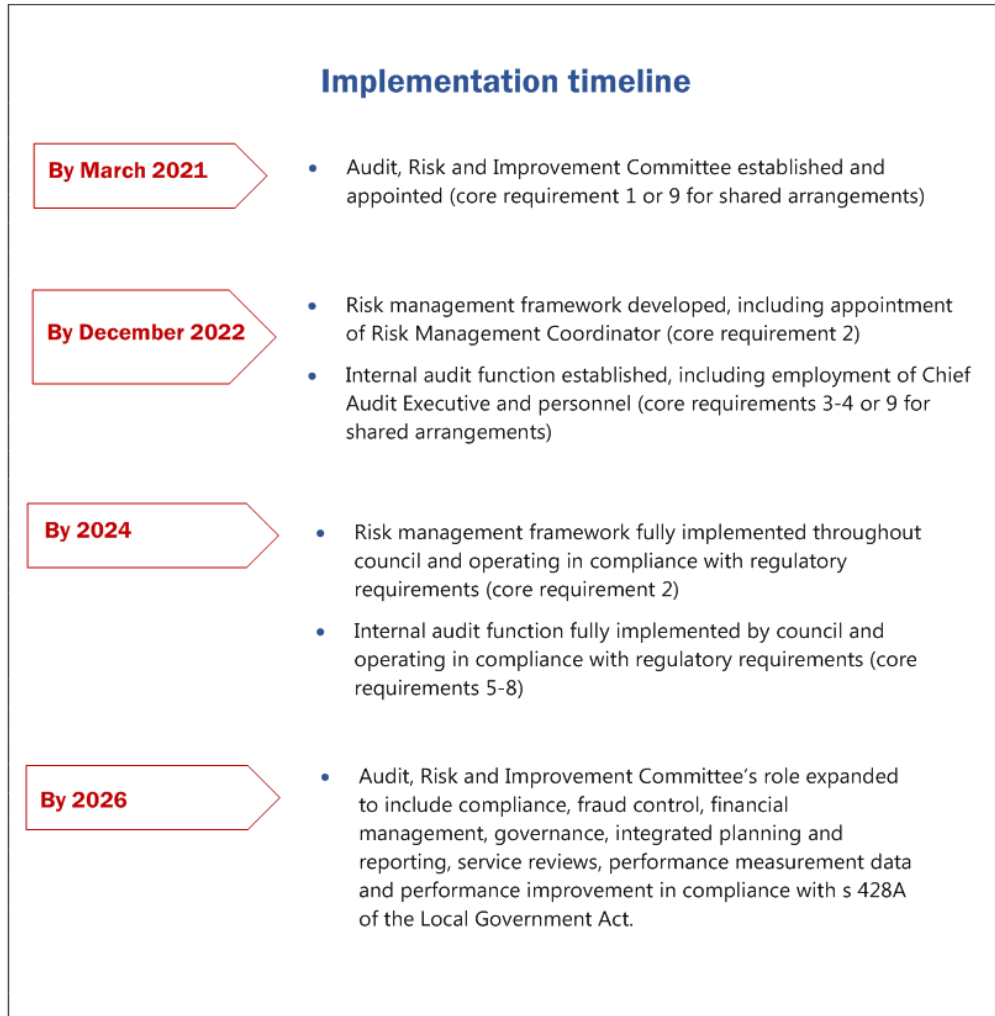 Implementation timeline
By March 2021
• Audit, Risk and Improvement Committee established and
appointed (core requirement 1 or 9 for shared arrangements)
By December 2022
• Risk management framework developed, including appointment
of Risk Management Coordinator (core requirement 2)
• Internal audit function established, including employment of Chief
Audit Executive and personnel (core requirements 3-4 or 9 for
shared arrangements)
By 2024
• Risk management framework fully implemented throughout
council and operating in compliance with regulatory
requirements (core requirement 2)
• Internal audit function fully implemented by council and
operating in compliance with regulatory requirements (core
requirements 5-8)
By 2026
• Audit, Risk and Improvement Committee’s role expanded
to include compliance, fraud control, financial
management, governance, integrated planning and
reporting, service reviews, performance measurement data
and performance improvement in compliance with s 428A
of the Local Government Act.